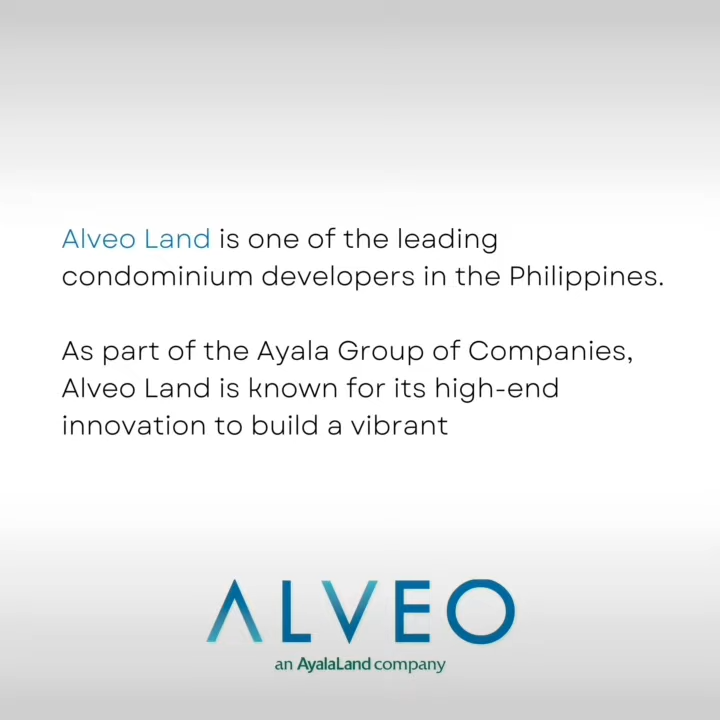 Alveo Land is one of the leading
condominium developers in the Philippines.
As part of the Ayala Group of Companies,
Alveo Land is known for its high-end
innovation to build a vibrant
ALVEO
an AyalaLand company